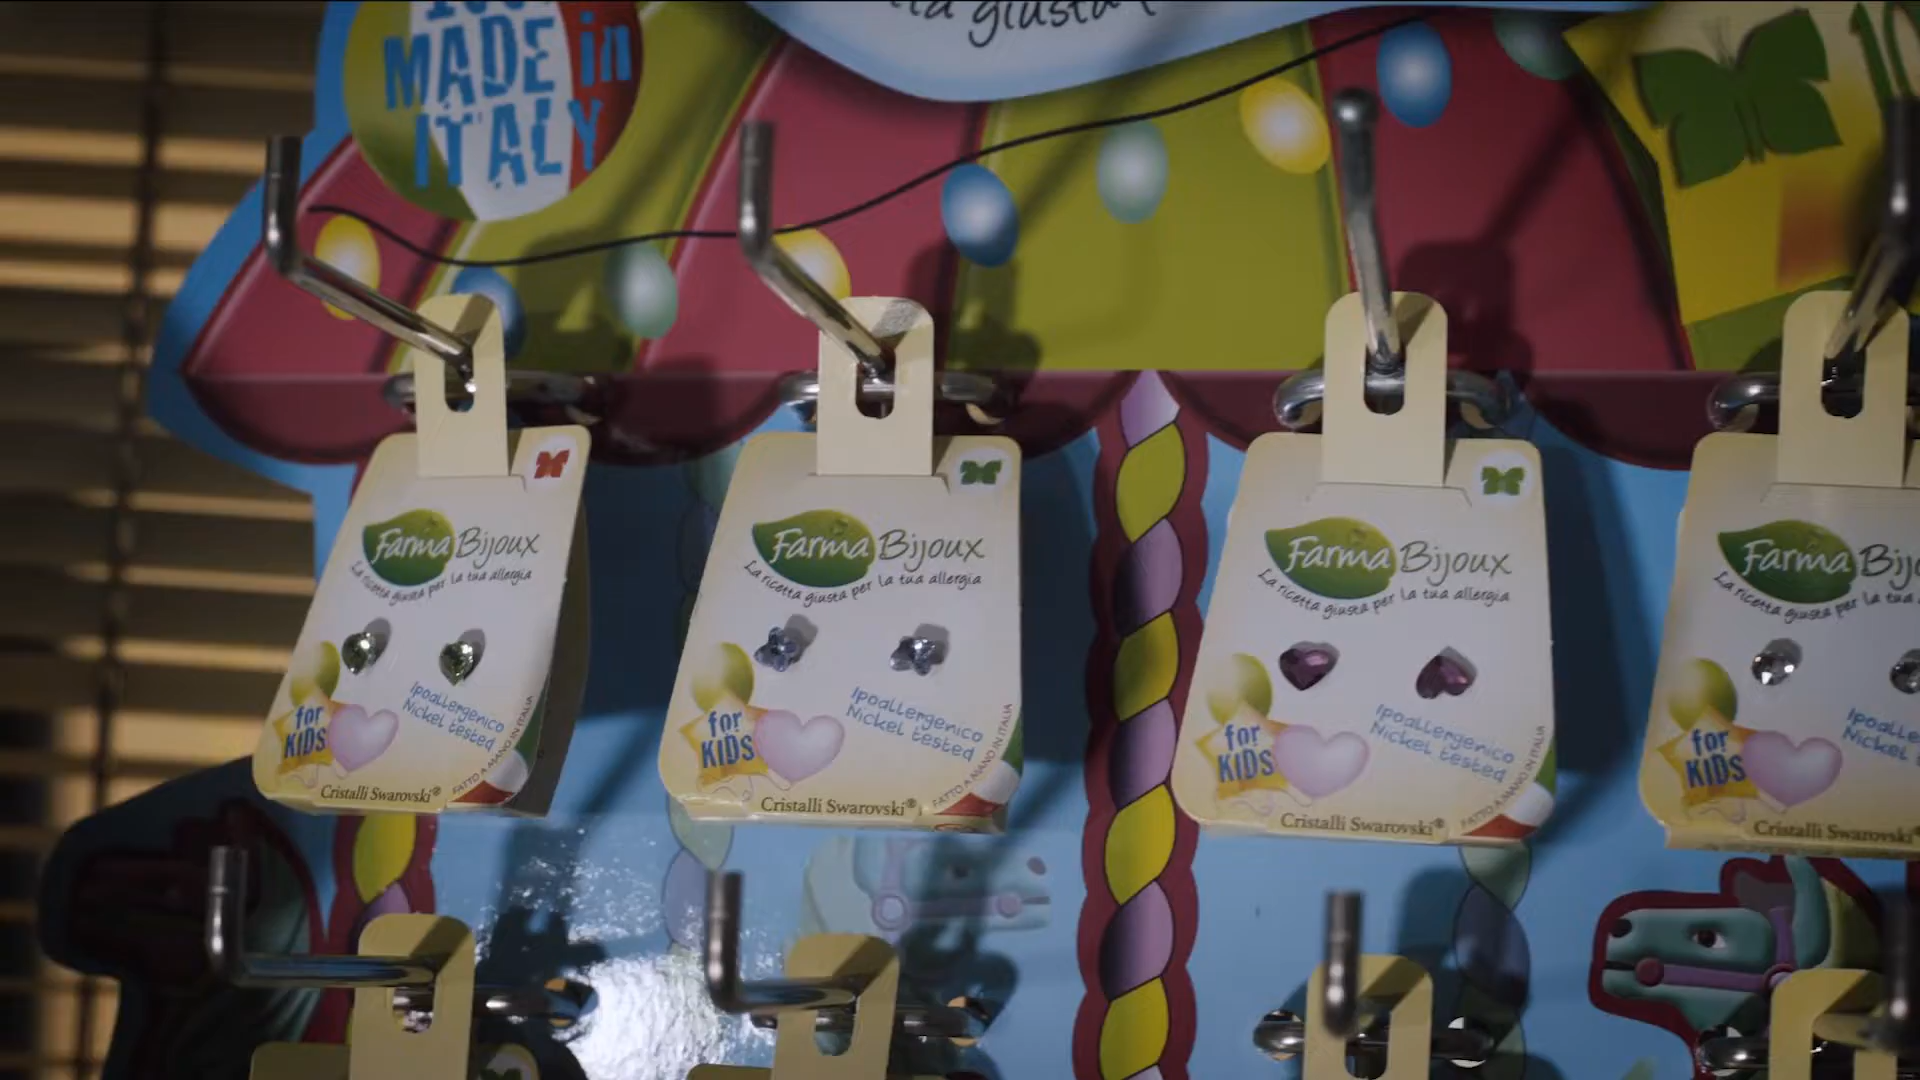 giusta
MADE in
ITALY
10
Farma Bijoux
La ricetta giusta per la tua allergia
Ipoallergenico
Nickel tested
for
KIDS
FATTO A MANO IN ITALIA
Cristalli Swarovski®
Farma Bijoux
La ricetta giusta per la tua allergia
Ipoallergenico
Nickel tested
for
KIDS
FATTO A MANO IN ITALIA
Cristalli Swarovski®
Farma Bijoux
La ricetta giusta per la tua allergia
Ipoallergenico
Nickel tested
for
KIDS
FATTO A MANO IN ITALIA
Cristalli Swarovski®
Farma
La ricetta giusta per la tua
for
KIDS
Cristalli Swarovski®